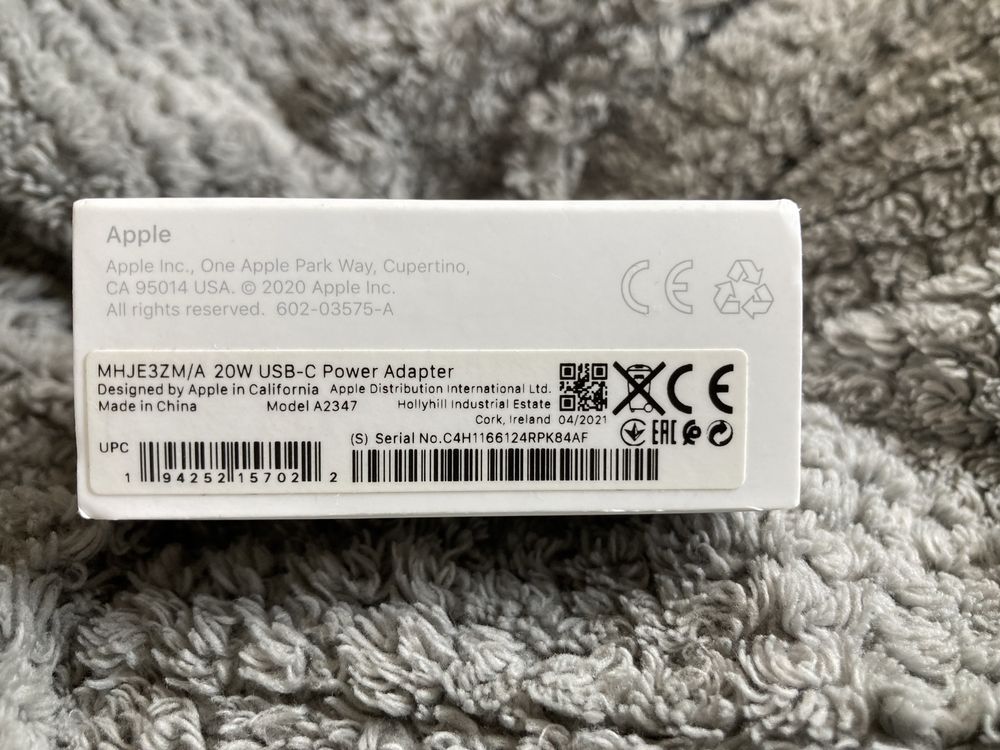 Apple
Apple Inc., One Apple Park Way, Cupertino,
CA 95014 USA. © 2020 Apple Inc.
All rights reserved. 602-03575-A
CE
MHJE3ZM/A 20W USB-C Power Adapter
Designed by Apple in California Apple Distribution International Ltd.
Made in China Model A2347 Hollyhill Industrial Estate
Cork, Ireland 04/2021
CE
EAC
(S) Serial No.C4H1166124RPK84AF
UPC
1 94252 15702 2